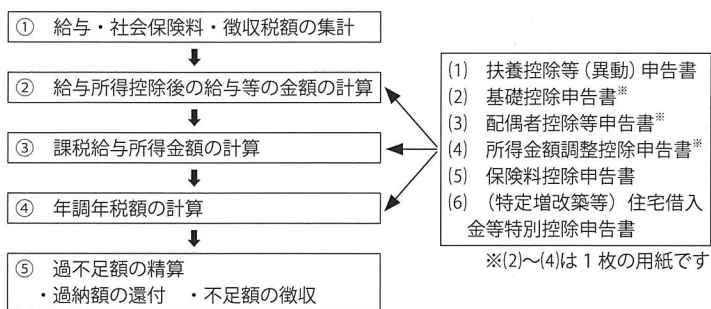 ① 給与・社会保険料・徴収税額の集計
② 給与所得控除後の給与等の金額の計算
③ 課税給与所得金額の計算
④ 年調年税額の計算
⑤ 過不足額の精算
・過納額の還付 ・不足額の徴収
(1) 扶養控除等(異動)申告書
(2) 基礎控除申告書※
(3) 配偶者控除等申告書※
(4) 所得金額調整控除申告書※
(5) 保険料控除申告書
(6) (特定増改築等)住宅借入
金等特別控除申告書
※(2)〜(4)は1枚の用紙です